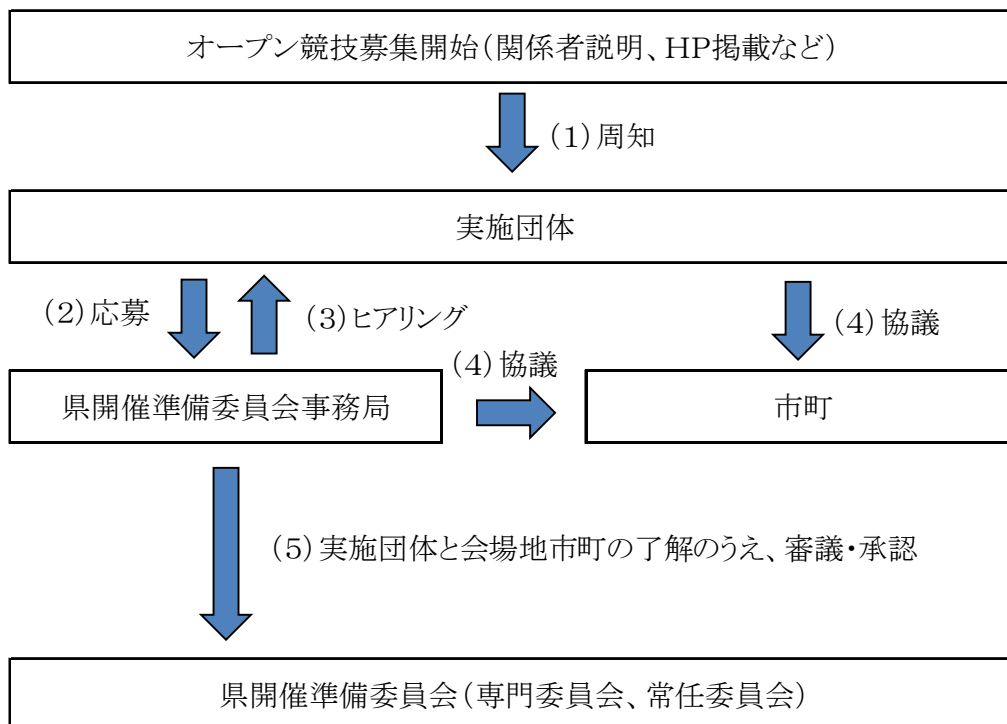 オープン競技募集開始（関係者説明、ＨＰ掲載など）
（１）周知
実施団体
（２）応募
（３）ヒアリング
（４）協議
（４）協議
県開催準備委員会事務局
市町
（５）実施団体と会場地市町の了解のうえ、審議・承認
県開催準備委員会（専門委員会、常任委員会）